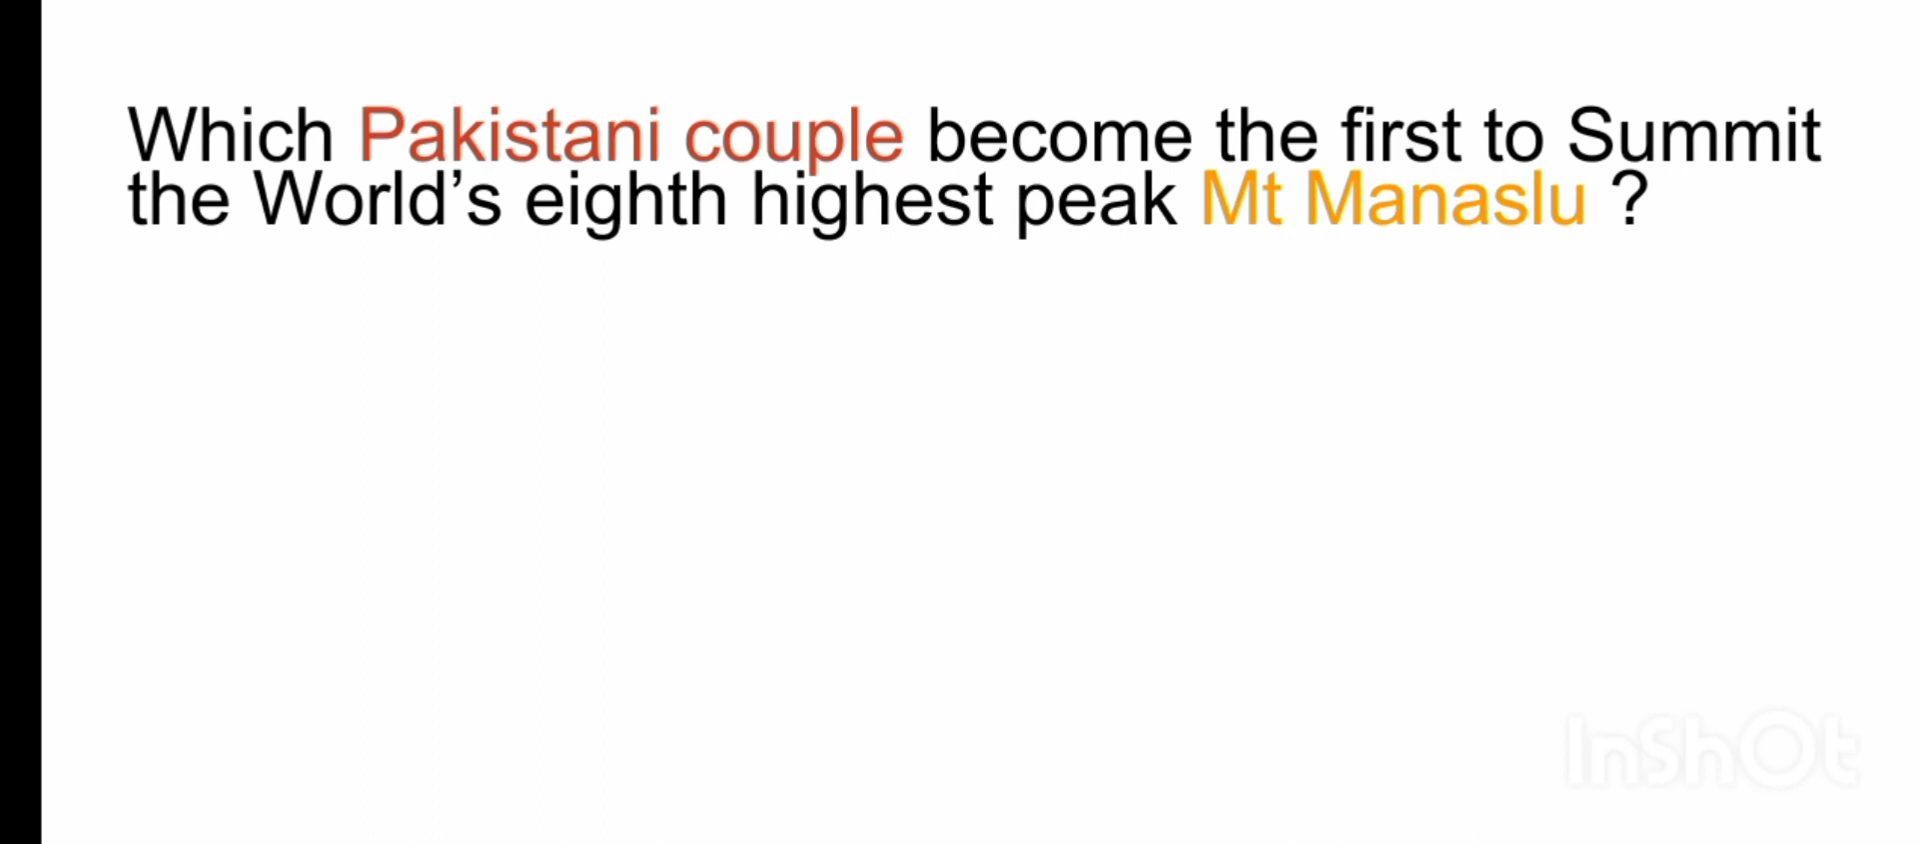 Which Pakistani couple become the first to Summit
the World’s eighth highest peak Mt Manaslu ?
InShOt